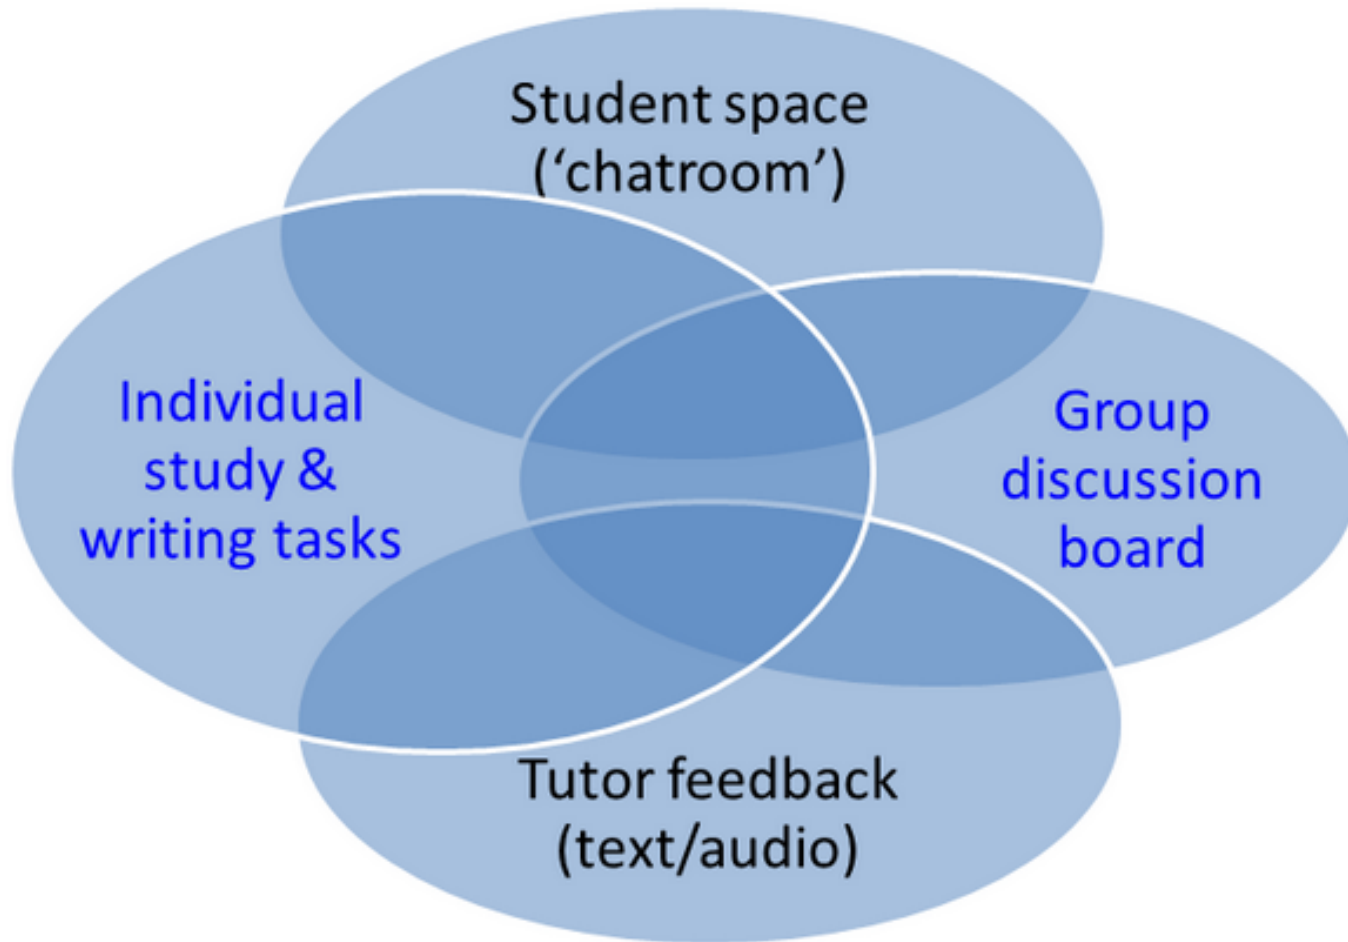 Student space
(‘chatroom’)
Individual
study &
writing tasks
Group
discussion
board
Tutor feedback
(text/audio)